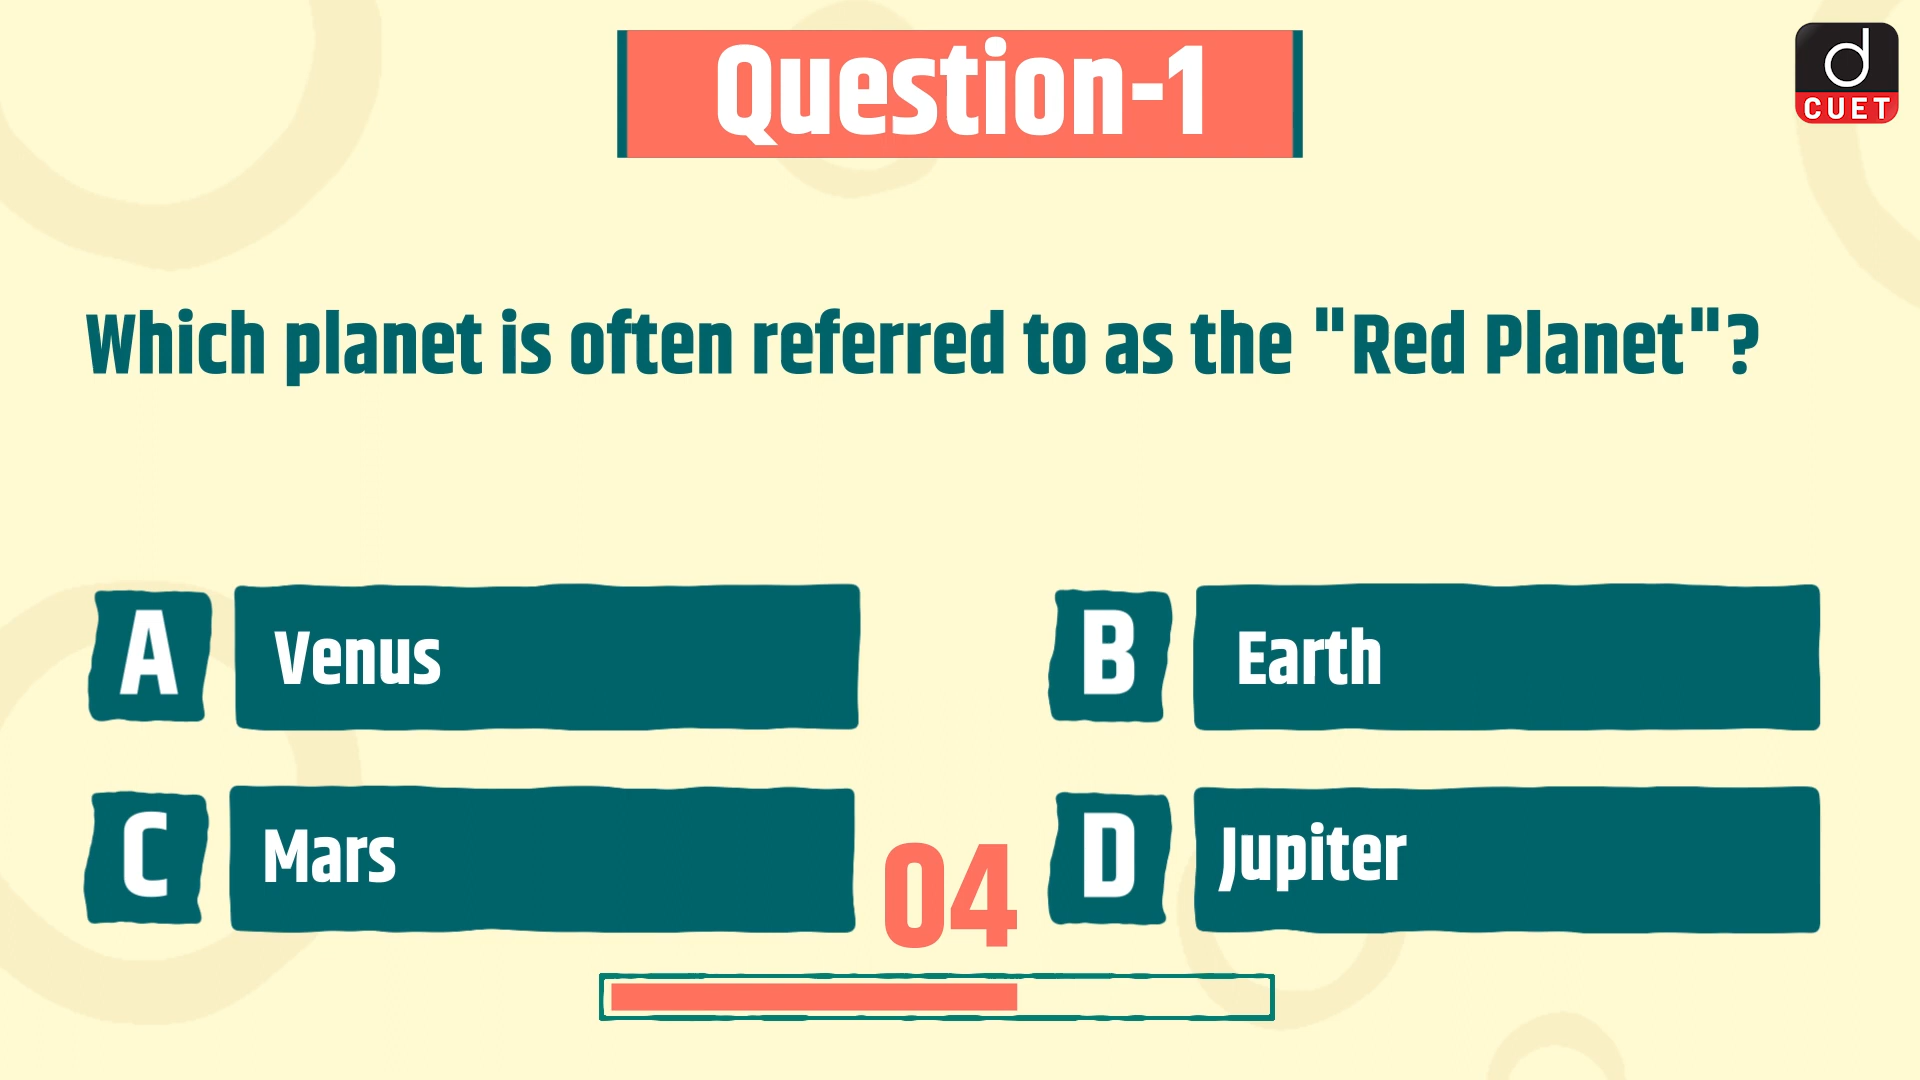 Question-1
d
CUET
Which planet is often referred to as the "Red Planet"?
A Venus
B Earth
C Mars
D Jupiter
04